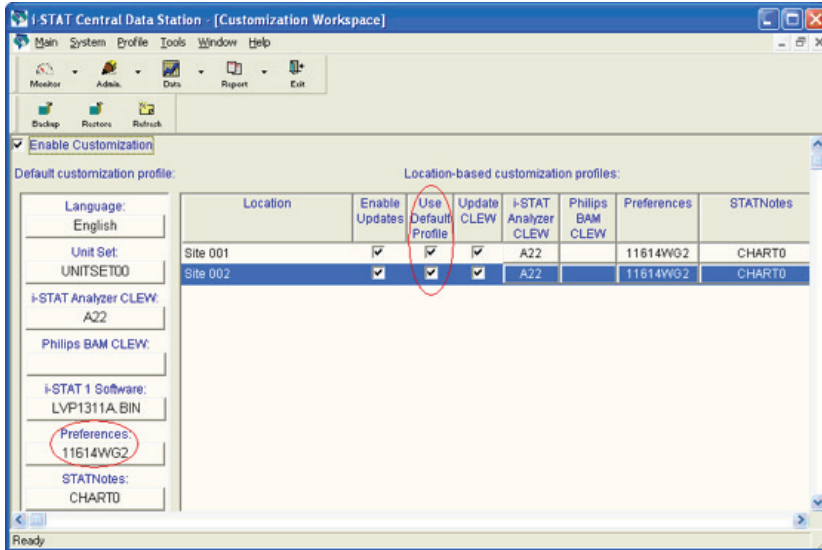 i-STAT Central Data Station - [Customization Workspace]
Main System Profile Tools Window Help
Monitor Admin. Data Report Exit
Backup Restore Refresh
Enable Customization
Default customization profile:
Location-based customization profiles:
Language:
English
Unit Set:
UNITSET00
i-STAT Analyzer CLEW:
A22
Philips BAM CLEW:
i-STAT 1 Software:
LVP1311A.BIN
Preferences:
11614WG2
STATNotes:
CHART0
Location Enable Updates Use Default Profile Update CLEW i-STAT Analyzer CLEW Philips BAM CLEW Preferences STATNotes
Site 001 A22 11614WG2 CHART0
Site 002 A22 11614WG2 CHART0
Ready